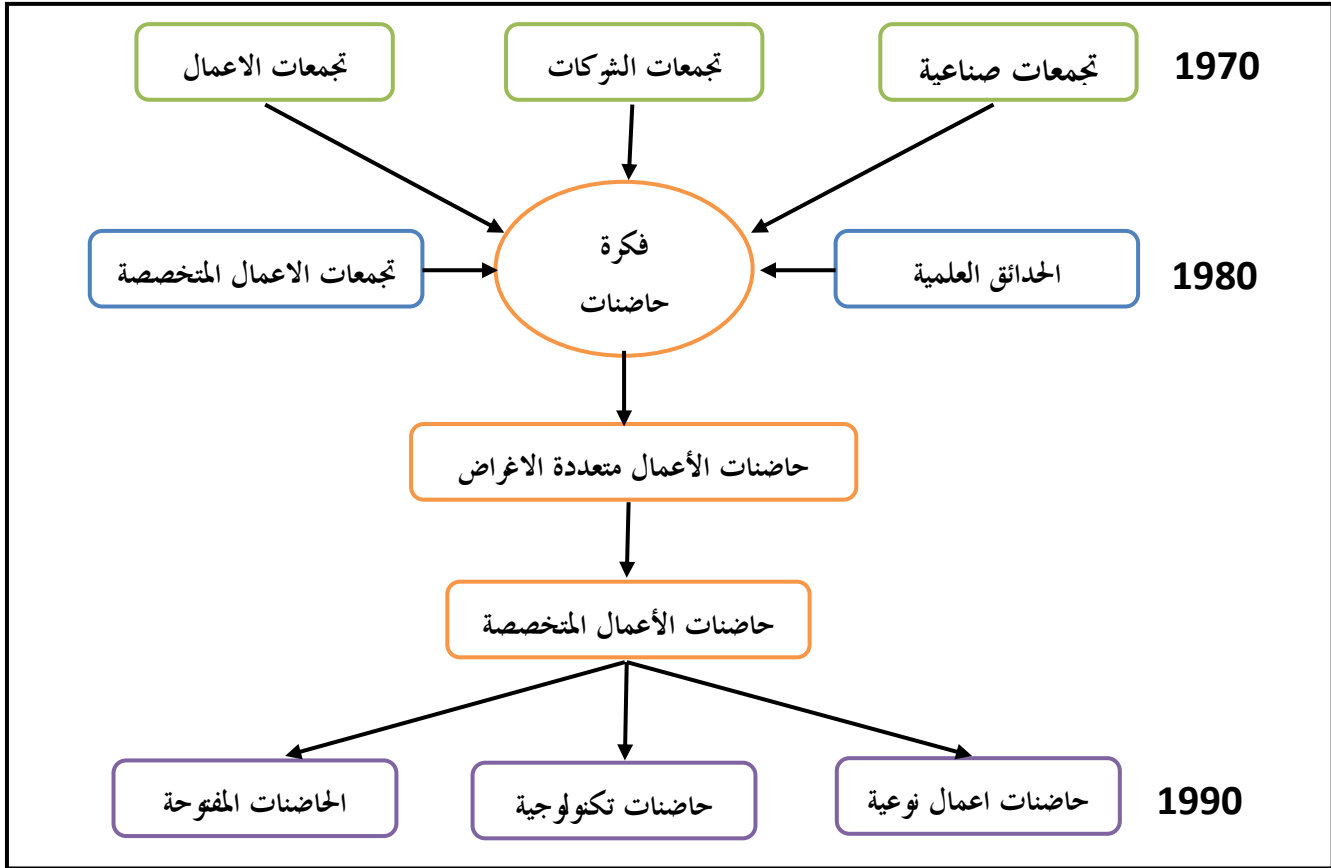 1970
تجمعات صناعية
تجمعات الشركات
تجمعات الاعمال
فكرة
حاضنات
1980
الحدائق العلمية
تجمعات الاعمال المتخصصة
حاضنات الأعمال متعددة الاغراض
حاضنات الأعمال المتخصصة
1990
حاضنات اعمال نوعية
حاضنات تكنولوجية
الحاضنات المفتوحة